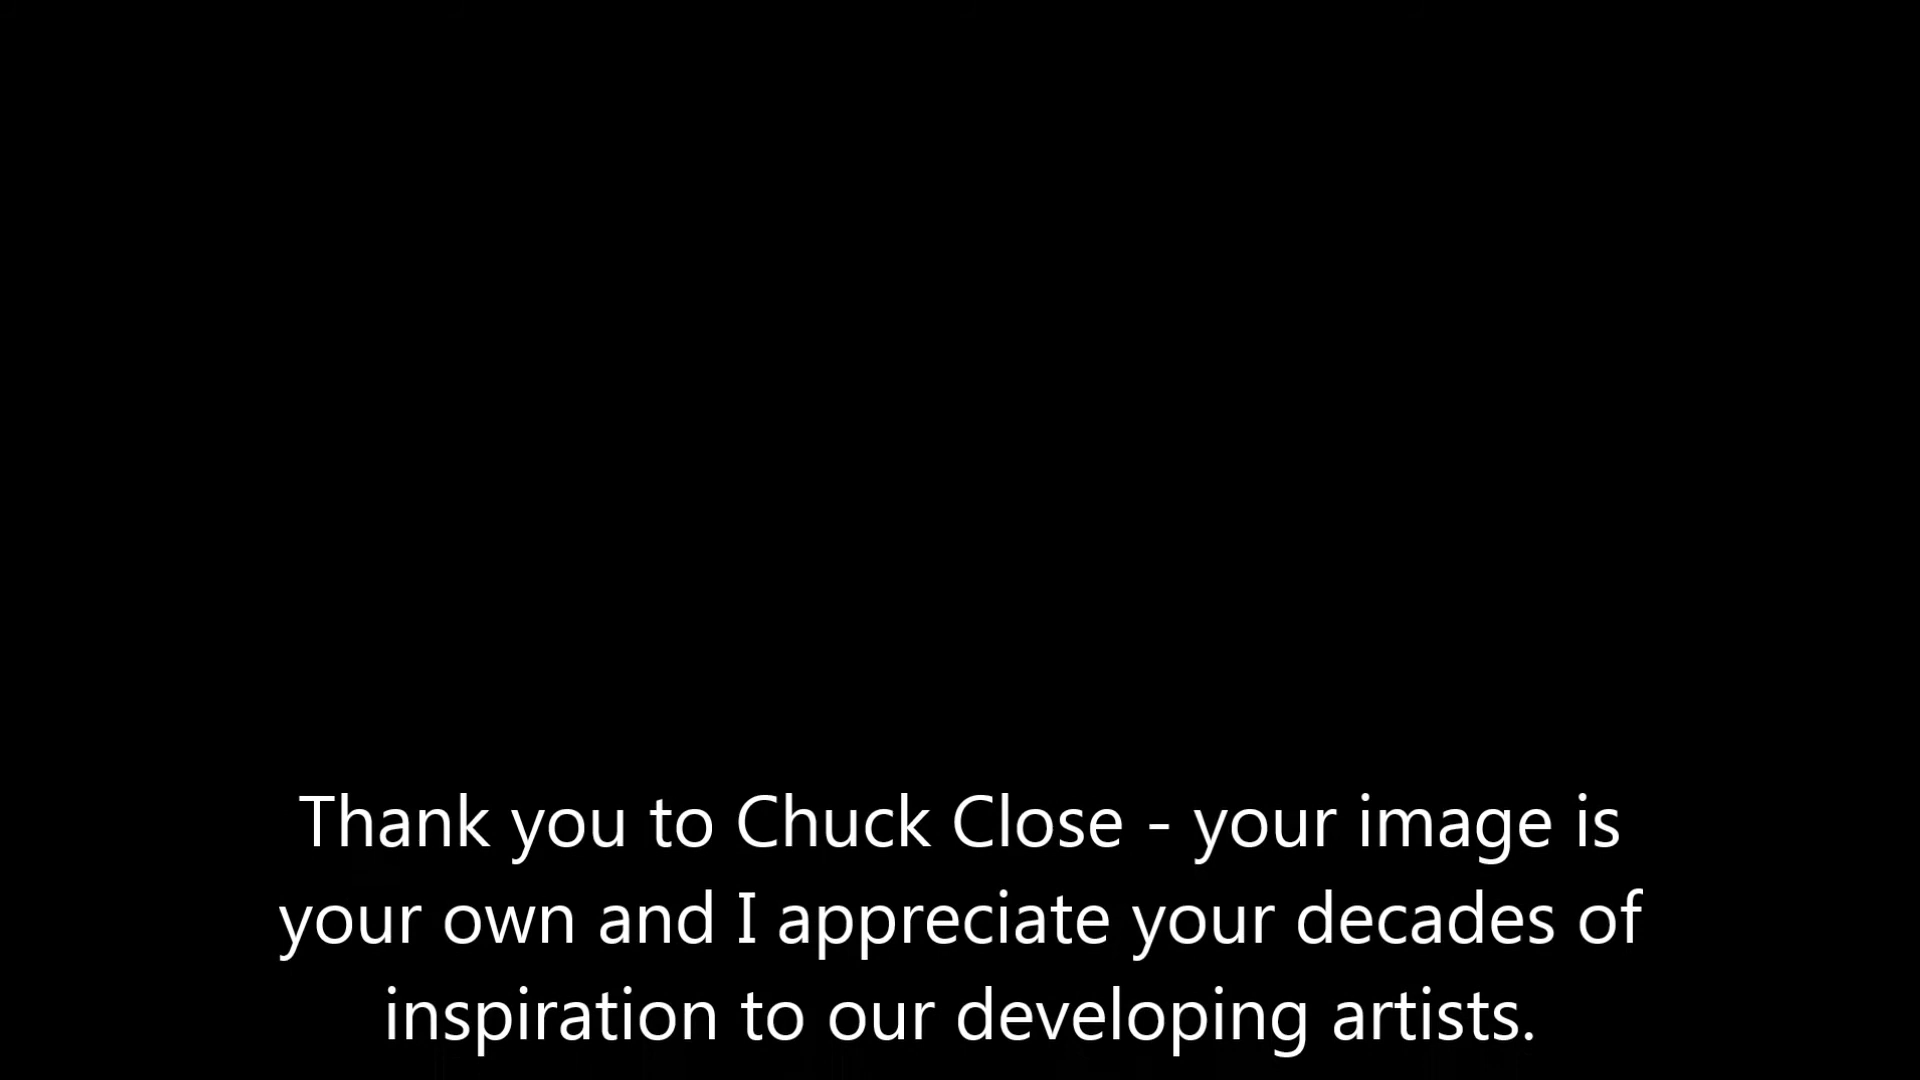 Thank you to Chuck Close - your image is
your own and I appreciate your decades of
inspiration to our developing artists.